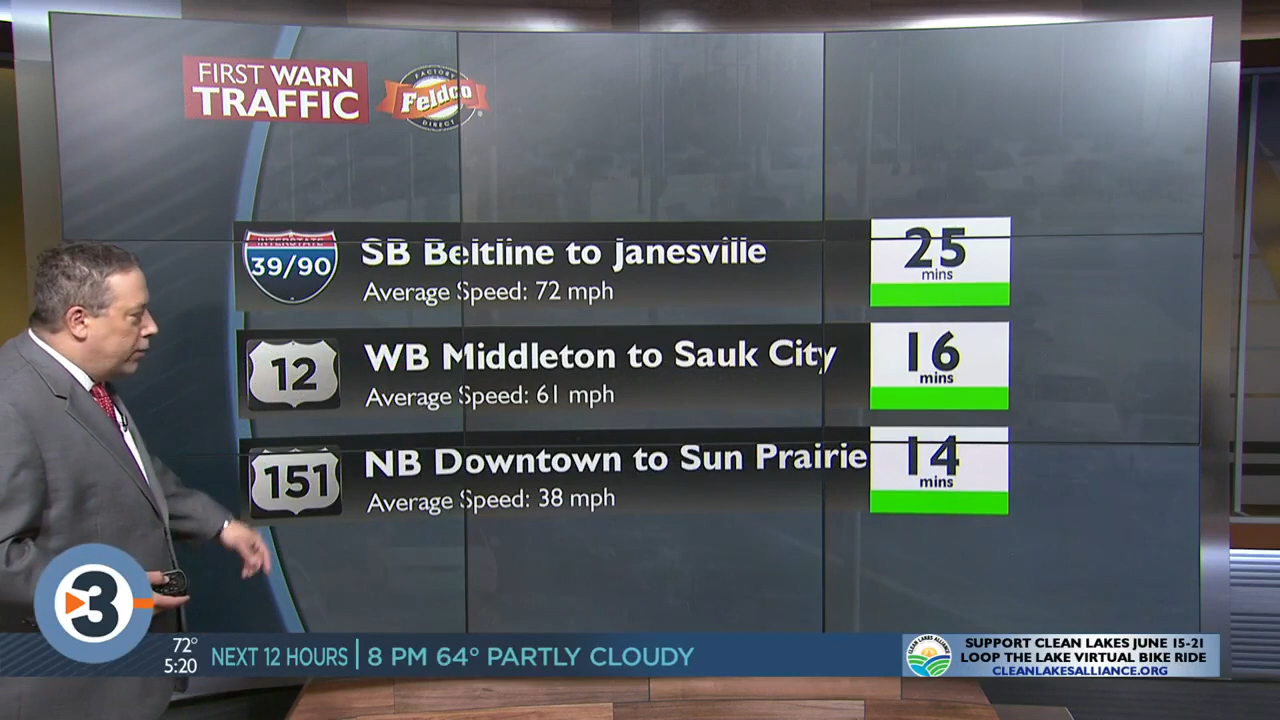 FIRST WARN
TRAFFIC
FACTORY
Feldco
DIRECT
INTERSTATE
39/90
SB Beltline to Janesville
Average Speed: 72 mph
25
mins
12
WB Middleton to Sauk City
Average Speed: 61 mph
16
mins
151
NB Downtown to Sun Prairie
Average Speed: 38 mph
14
mins
3
72°
5:20
NEXT 12 HOURS | 8 PM 64° PARTLY CLOUDY
CLEAN LAKES ALLIANCE
SUPPORT CLEAN LAKES JUNE 15-21
LOOP THE LAKE VIRTUAL BIKE RIDE
CLEANLAKESALLIANCE.ORG